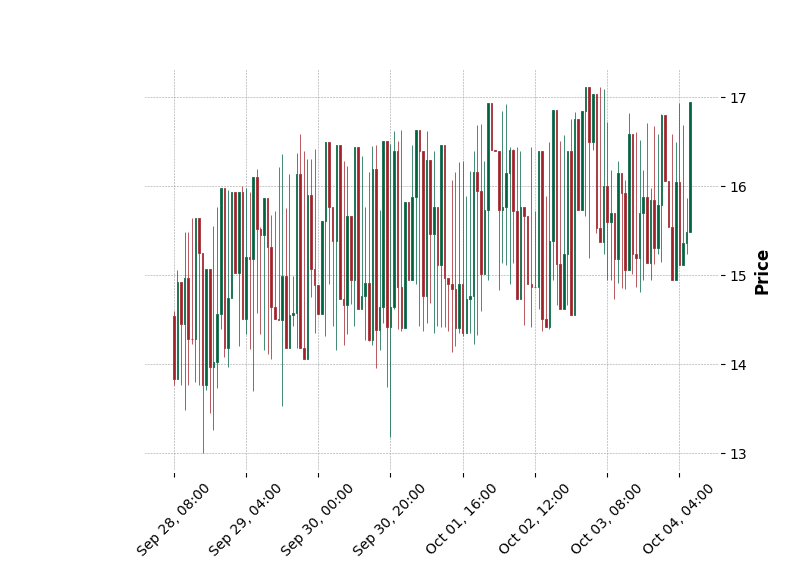 17
16
15
14
13
Price
Sep 28, 08:00
Sep 29, 04:00
Sep 30, 00:00
Sep 30, 20:00
Oct 01, 16:00
Oct 02, 12:00
Oct 03, 08:00
Oct 04, 04:00